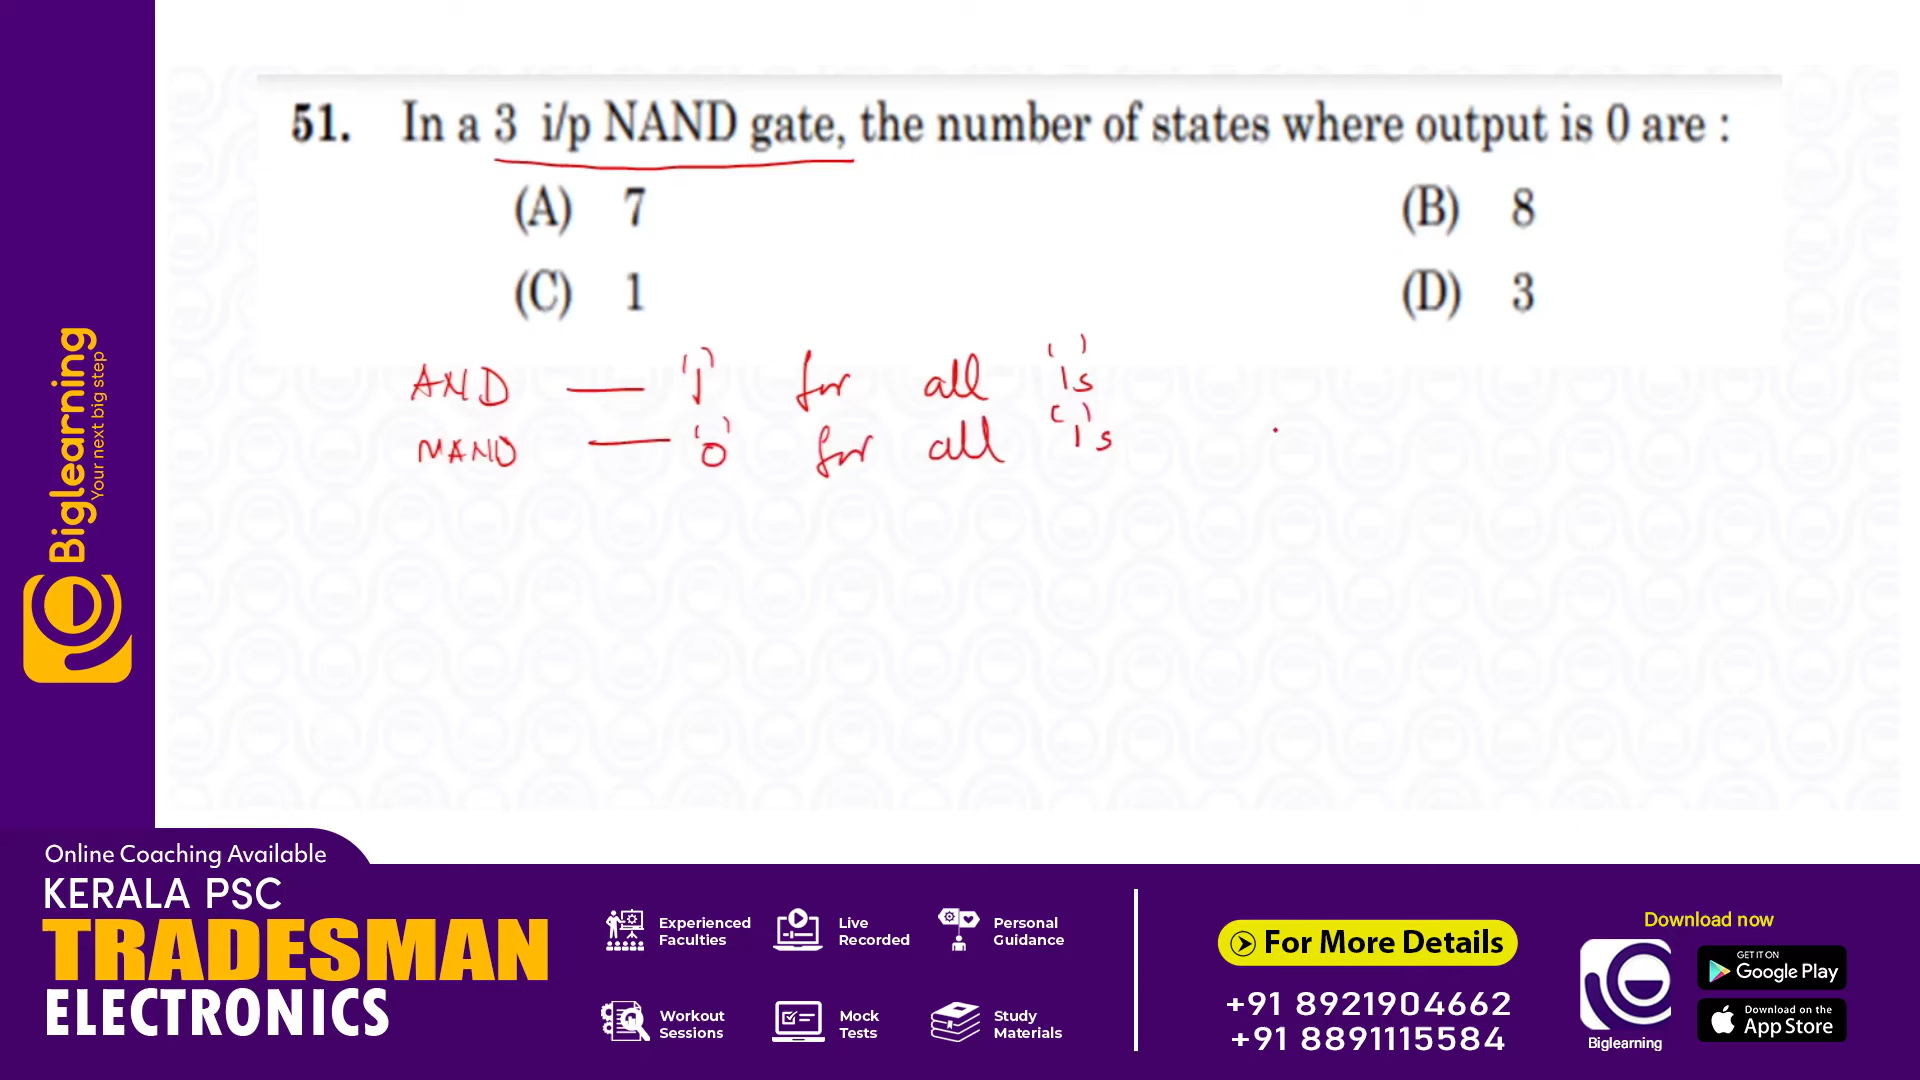 51. In a 3 i/p NAND gate, the number of states where output is 0 are :
(A) 7
(B) 8
(C) 1
(D) 3
AND — '1' for all '1's
NAND — '0' for all '1's
Biglearning
Your next big step
Online Coaching Available
KERALA PSC
TRADESMAN
ELECTRONICS
Experienced
Faculties
Live
Recorded
Personal
Guidance
Workout
Sessions
Mock
Tests
Study
Materials
For More Details
+91 8921904662
+91 8891115584
Download now
Biglearning
GET IT ON
Google Play
Download on the
App Store